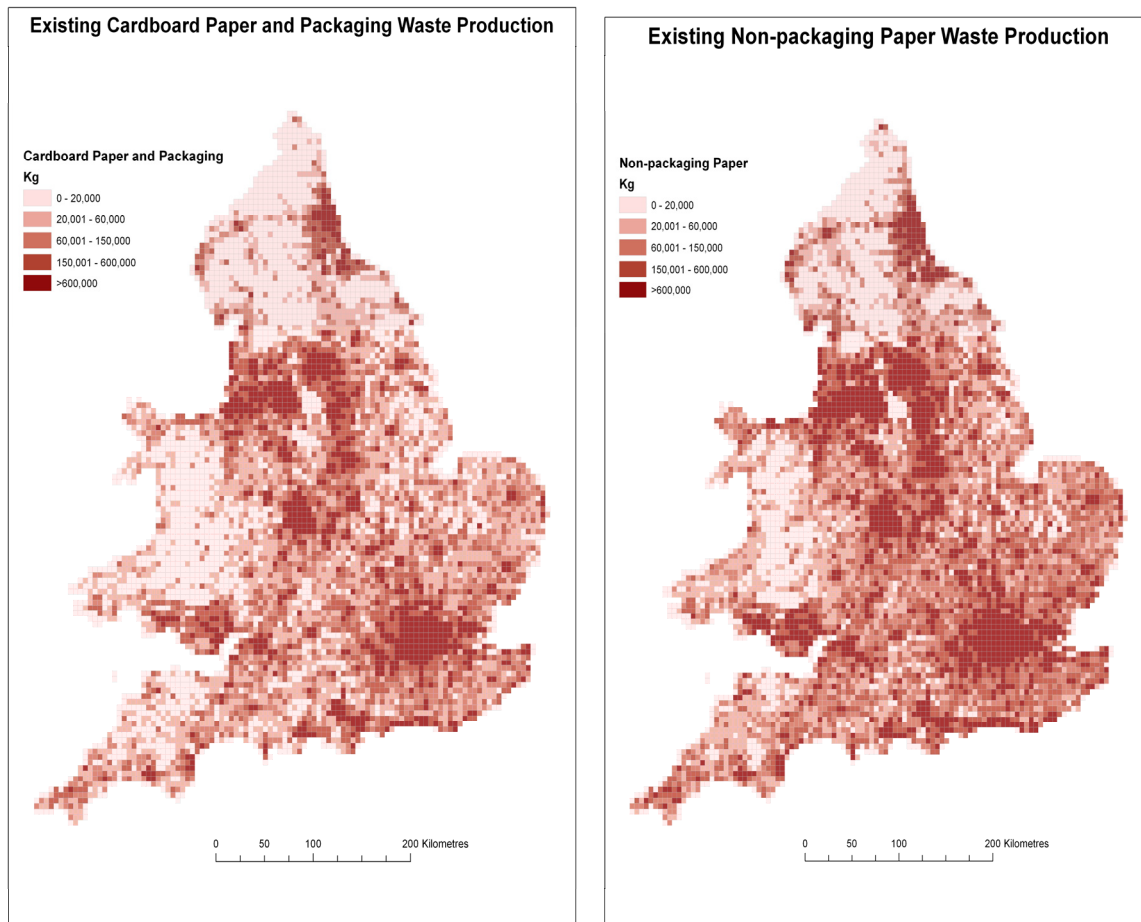 Existing Cardboard Paper and Packaging Waste Production
Cardboard Paper and Packaging
Kg
0 - 20,000
20,001 - 60,000
60,001 - 150,000
150,001 - 600,000
>600,000
0 50 100 200 Kilometres
Existing Non-packaging Paper Waste Production
Non-packaging Paper
Kg
0 - 20,000
20,001 - 60,000
60,001 - 150,000
150,001 - 600,000
>600,000
0 50 100 200 Kilometres